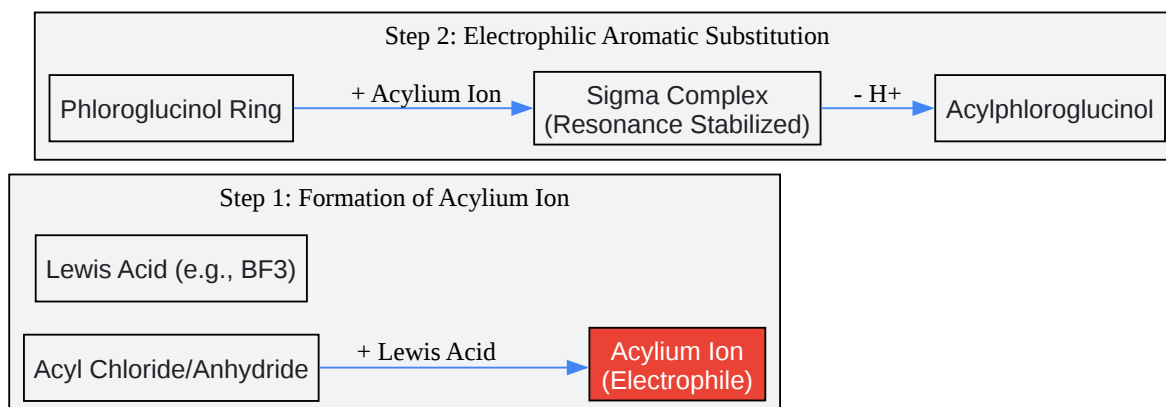 Step 2: Electrophilic Aromatic Substitution
Phloroglucinol Ring
+ Acylium Ion
Sigma Complex
(Resonance Stabilized)
- H+
Acylphloroglucinol
Step 1: Formation of Acylium Ion
Lewis Acid (e.g., BF3)
Acyl Chloride/Anhydride
+ Lewis Acid
Acylium Ion
(Electrophile)